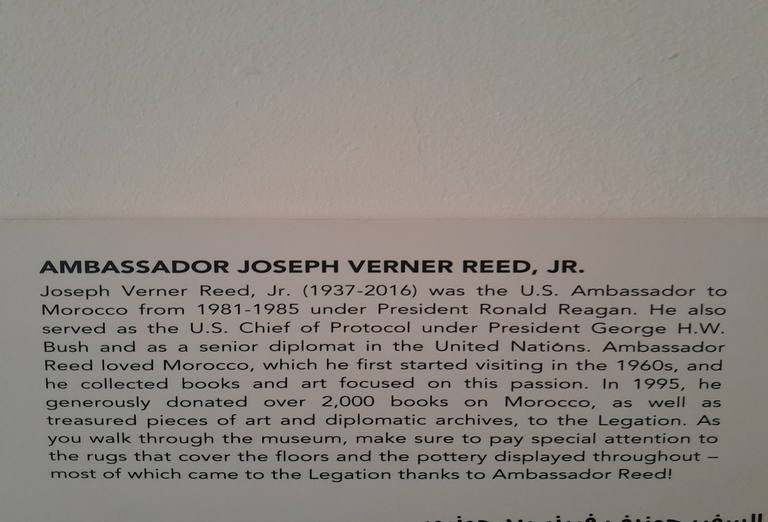 AMBASSADOR JOSEPH VERNER REED, JR.
Joseph Verner Reed, Jr. (1937-2016) was the U.S. Ambassador to
Morocco from 1981-1985 under President Ronald Reagan. He also
served as the U.S. Chief of Protocol under President George H.W.
Bush and as a senior diplomat in the United Nations. Ambassador
Reed loved Morocco, which he first started visiting in the 1960s, and
he collected books and art focused on this passion. In 1995, he
generously donated over 2,000 books on Morocco, as well as
treasured pieces of art and diplomatic archives, to the Legation. As
you walk through the museum, make sure to pay special attention to
the rugs that cover the floors and the pottery displayed throughout –
most of which came to the Legation thanks to Ambassador Reed!